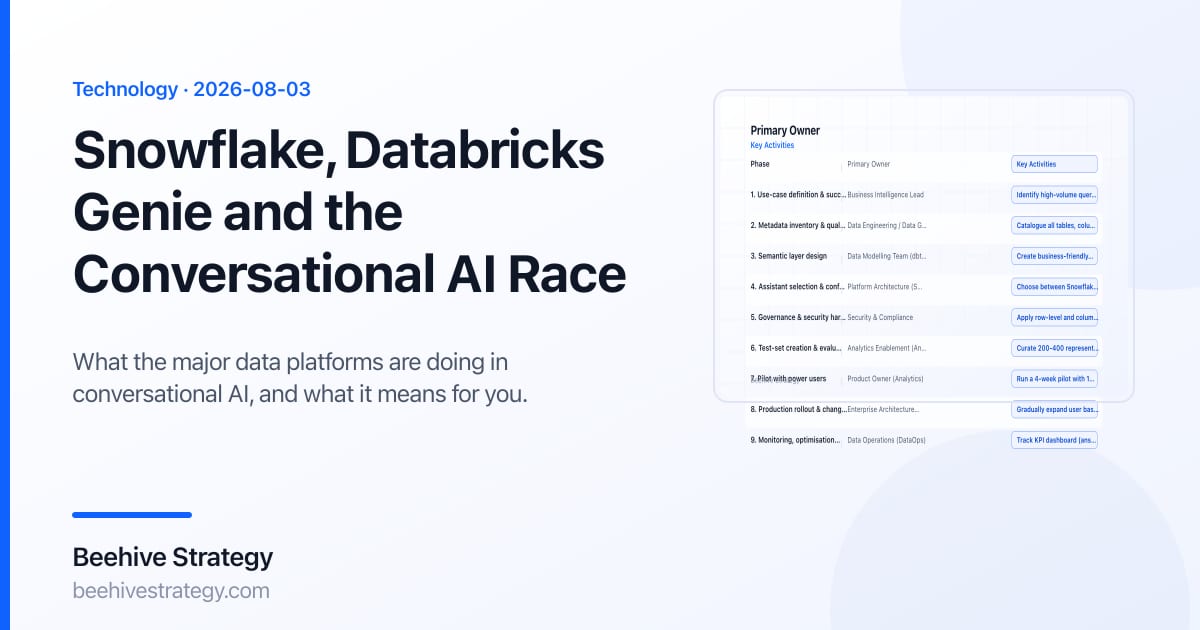 Technology · 2026-08-03
Snowflake, Databricks
Genie and the
Conversational AI Race
What the major data platforms are doing in
conversational AI, and what it means for you.
Beehive Strategy
beehivestrategy.com
Primary Owner
Key Activities
Phase Primary Owner Key Activities
1. Use-case definition & succ... Business Intelligence Lead Identify high-volume quer...
2. Metadata inventory & qual... Data Engineering / Data G... Catalogue all tables, colu...
3. Semantic layer design Data Modelling Team (dbt... Create business-friendly...
4. Assistant selection & conf... Platform Architecture (S... Choose between Snowflak...
5. Governance & security har... Security & Compliance Apply row-level and colum...
6. Test-set creation & evalu... Analytics Enablement (An... Curate 200-400 represent...
7. Pilot with power users Product Owner (Analytics) Run a 4-week pilot with 1...
8. Production rollout & chang... Enterprise Architecture... Gradually expand user bas...
9. Monitoring, optimisation... Data Operations (DataOps) Track KPI dashboard (ans...